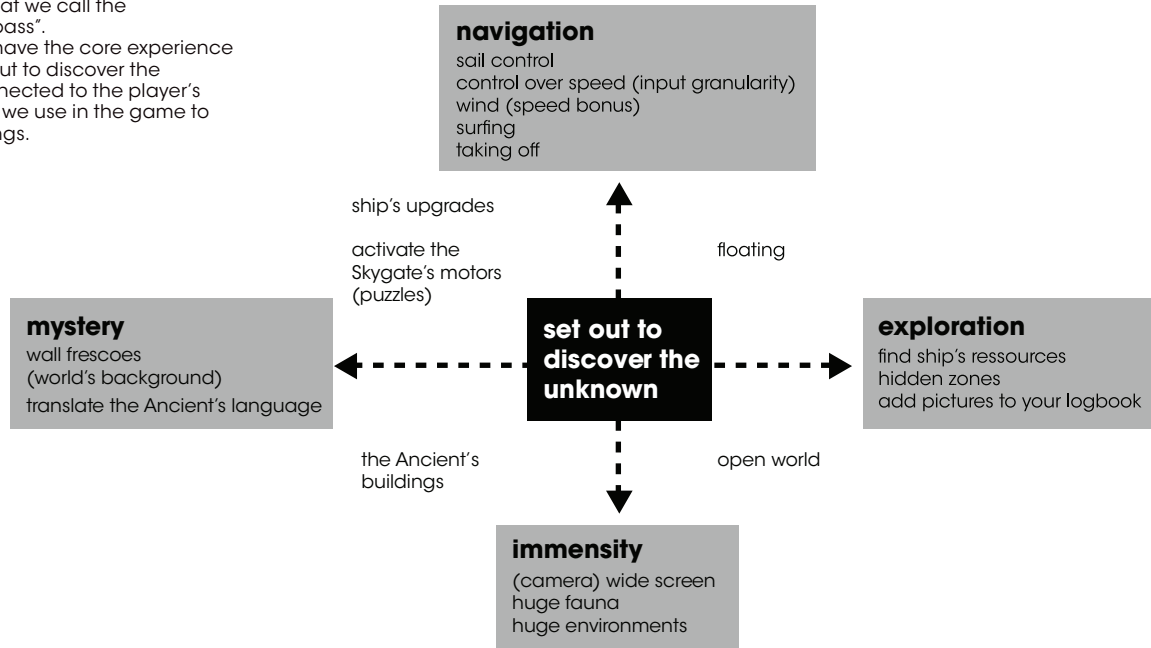 at we call the
pass”.
have the core experience
ut to discover the
nnected to the player’s
we use in the game to
ngs.
navigation
sail control
control over speed (input granularity)
wind (speed bonus)
surfing
taking off
ship’s upgrades
activate the
Skygate’s motors
(puzzles)
floating
mystery
wall frescoes
(world’s background)
translate the Ancient’s language
set out to
discover the
unknown
exploration
find ship’s ressources
hidden zones
add pictures to your logbook
the Ancient’s
buildings
open world
immensity
(camera) wide screen
huge fauna
huge environments